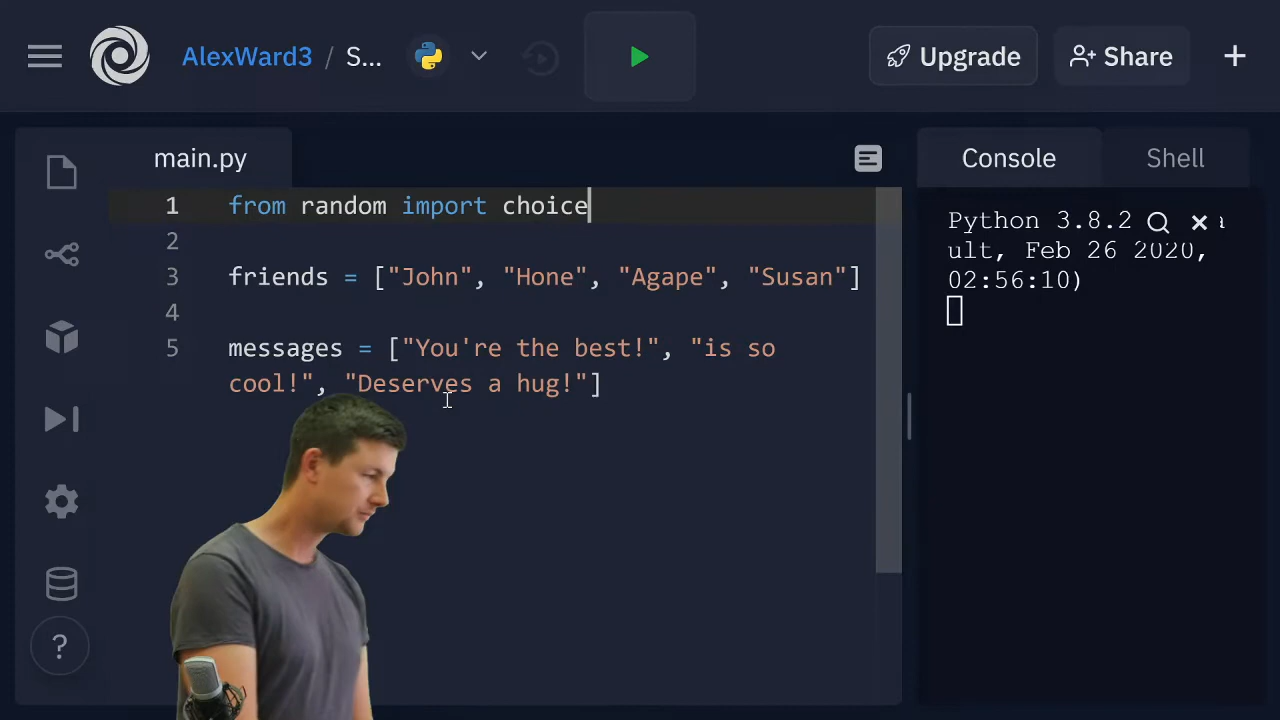 AlexWard3 / S...
Upgrade
Share
main.py
Console
Shell
1 from random import choice
2
3 friends = ["John", "Hone", "Agape", "Susan"]
4
5 messages = ["You're the best!", "is so
cool!", "Deserves a hug!"]
Python 3.8.2
ult, Feb 26 2020,
02:56:10)
?